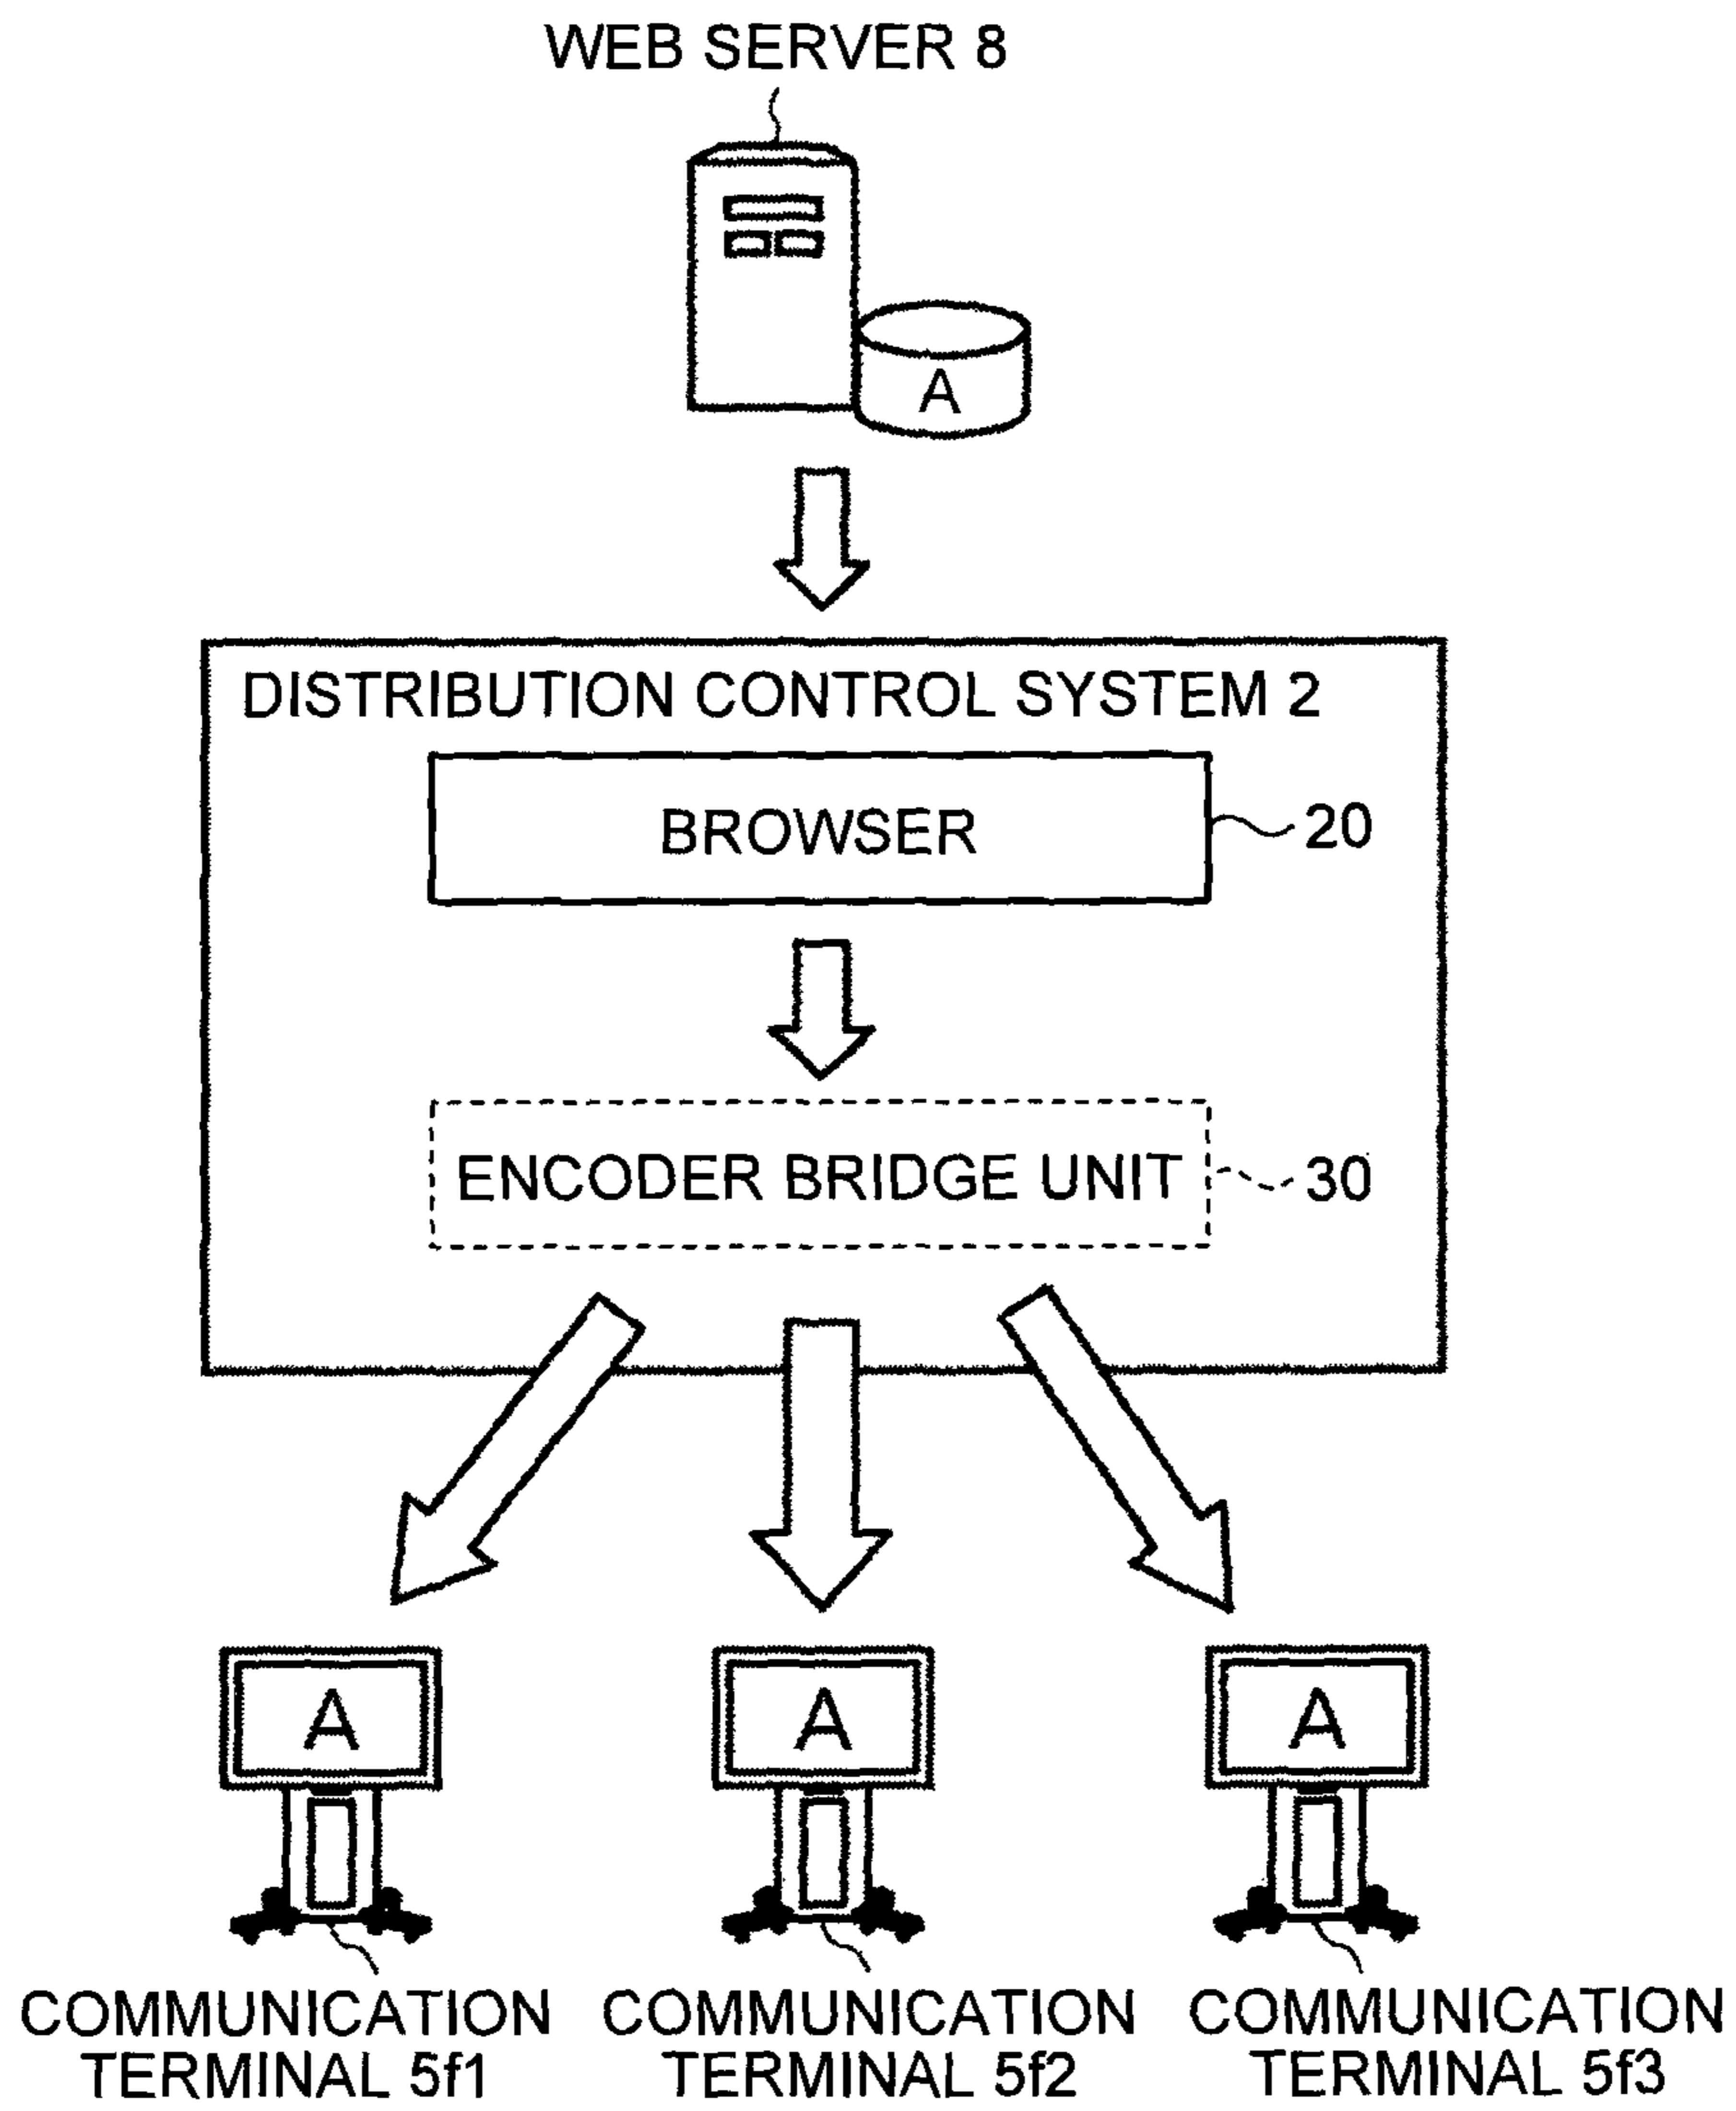 WEB SERVER 8
A
DISTRIBUTION CONTROL SYSTEM 2
BROWSER
20
ENCODER BRIDGE UNIT
30
A
A
A
COMMUNICATION
TERMINAL 5f1
COMMUNICATION
TERMINAL 5f2
COMMUNICATION
TERMINAL 5f3